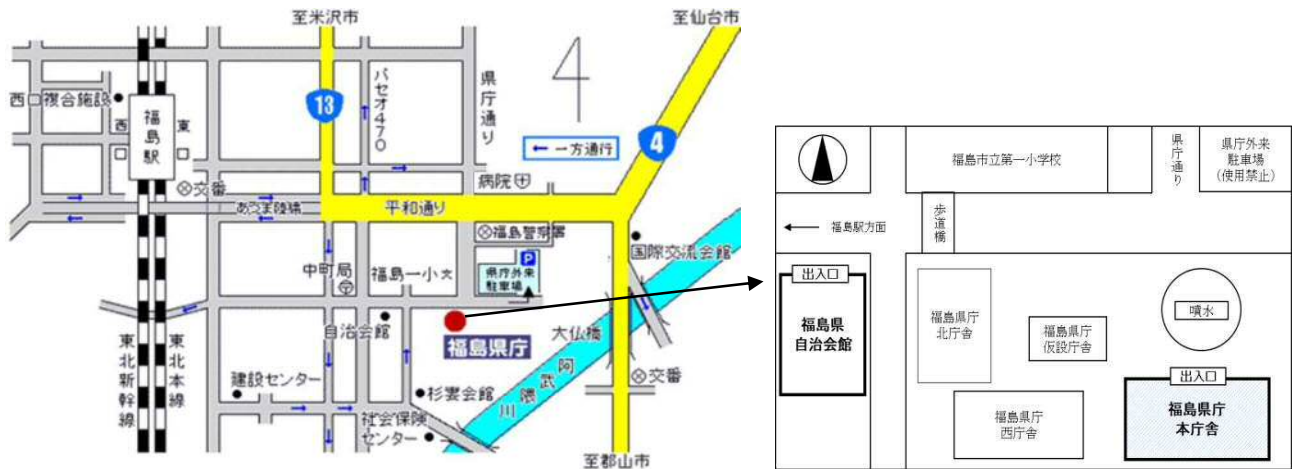 至米沢市
至仙台市
13
パセオ470
県庁通り
4
西口複合施設
福島駅
西口
東口
一方通行
病院
交番
あづま陸橋
平和通り
福島警察署
国際交流会館
中町局
福島一小文
P
県庁外来
駐車場
自治会館
福島県庁
大仏橋
東北新幹線
東北本線
建設センター
杉妻会館
阿武隈川
交番
社会保険
センター
至郡山市
福島市立第一小学校
県庁通り
県庁外来
駐車場
(使用禁止)
福島駅方面
歩道橋
出入口
福島県
自治会館
福島県庁
北庁舎
福島県庁
仮設庁舎
噴水
出入口
福島県庁
本庁舎
福島県庁
西庁舎